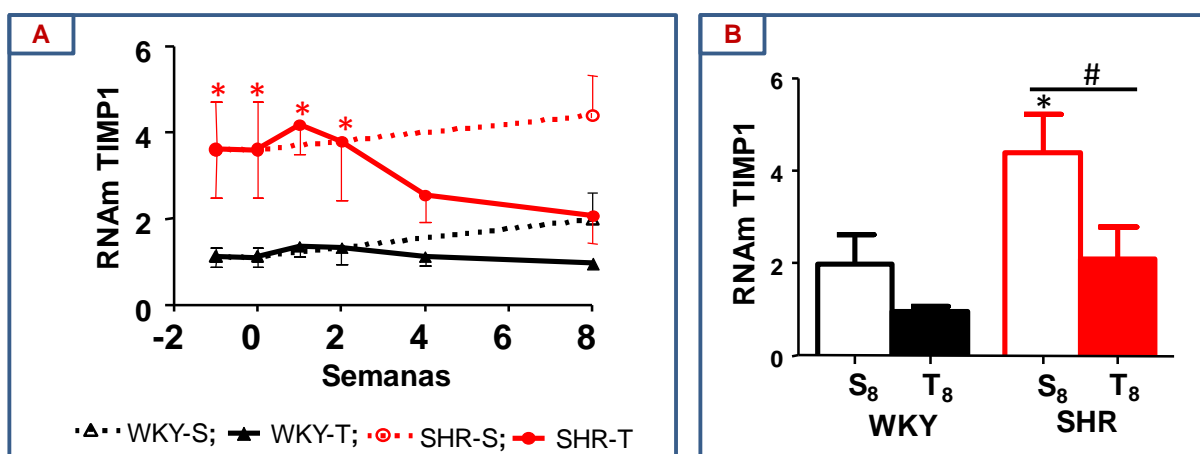 A
RNAm TIMP1
6
4
2
0
* * * *
-2 0 2 4 6 8
Semanas
WKY-S; WKY-T; SHR-S; SHR-T
B
RNAm TIMP1
6
4
2
0
#
*
S₈ T₈ S₈ T₈
WKY SHR